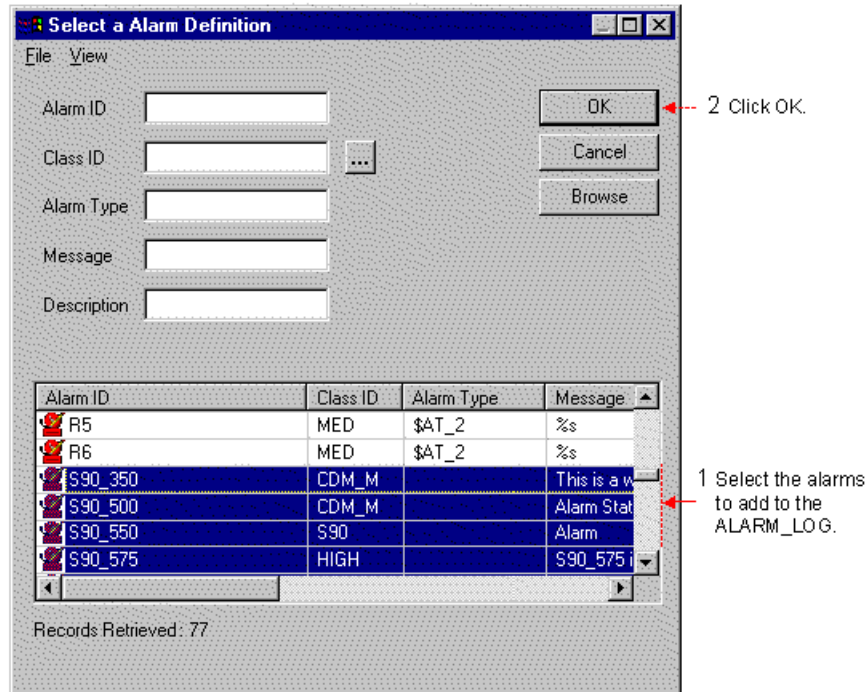 Select a Alarm Definition
File View
Alarm ID
OK
2 Click OK.
Class ID
...
Cancel
Alarm Type
Browse
Message
Description
Alarm ID Class ID Alarm Type Message
R5 MED $AT_2 %s
R6 MED $AT_2 %s
S90_350 CDM_M This is a w
S90_500 CDM_M Alarm Stat
S90_550 S90 Alarm
S90_575 HIGH S90_575 i
1 Select the alarms
to add to the
ALARM_LOG.
Records Retrieved: 77